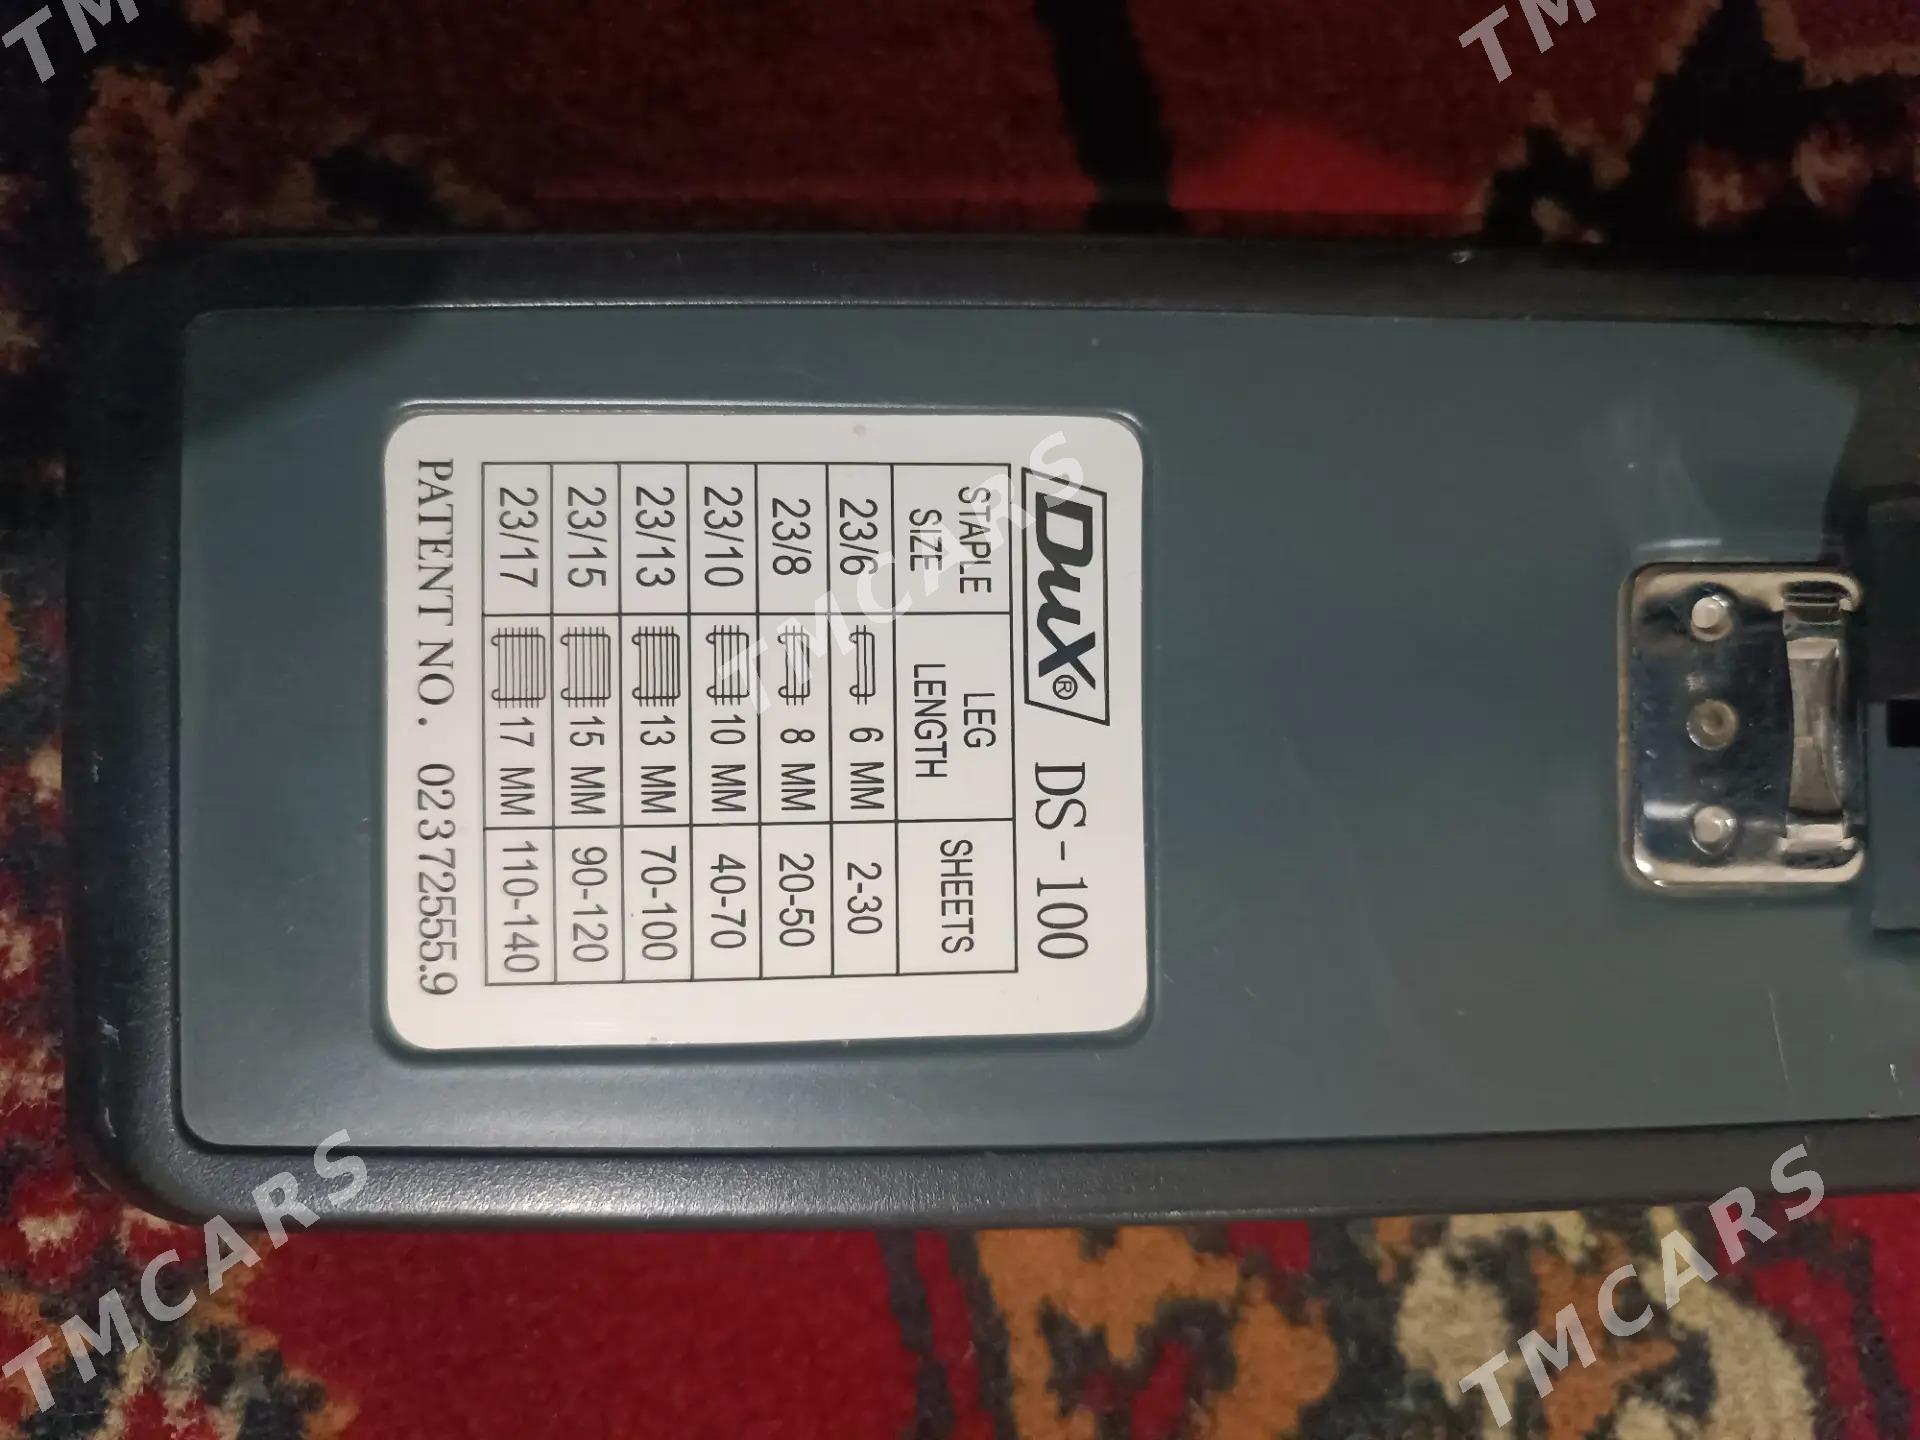 DUX® DS-100
STAPLE SIZE LEG LENGTH SHEETS
23/6 6 MM 2-30
23/8 8 MM 20-50
23/10 10 MM 40-70
23/13 13 MM 70-100
23/15 15 MM 90-120
23/17 17 MM 110-140
PATENT NO. 02372555.9
TMCARS
TMCARS
TMCARS
TM
TM